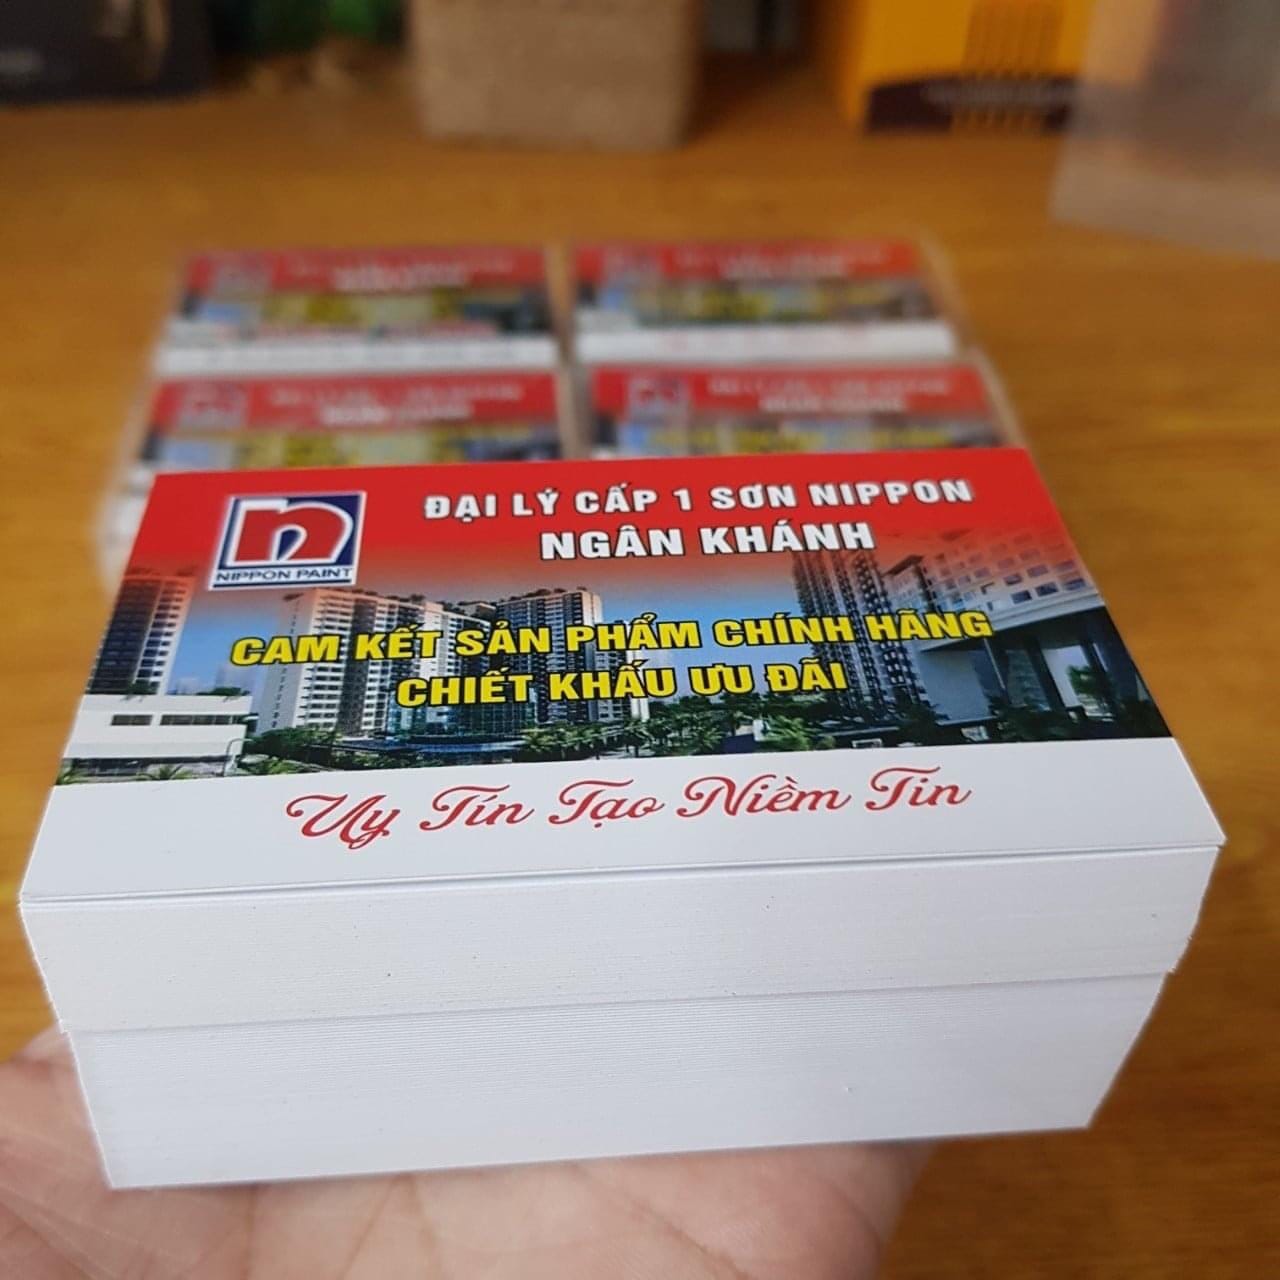 NIPPON PAINT
ĐẠI LÝ CẤP 1 SƠN NIPPON
NGÂN KHÁNH
CAM KẾT SẢN PHẨM CHÍNH HÃNG
CHIẾT KHẤU ƯU ĐÃI
Uy Tín Tạo Niềm Tin